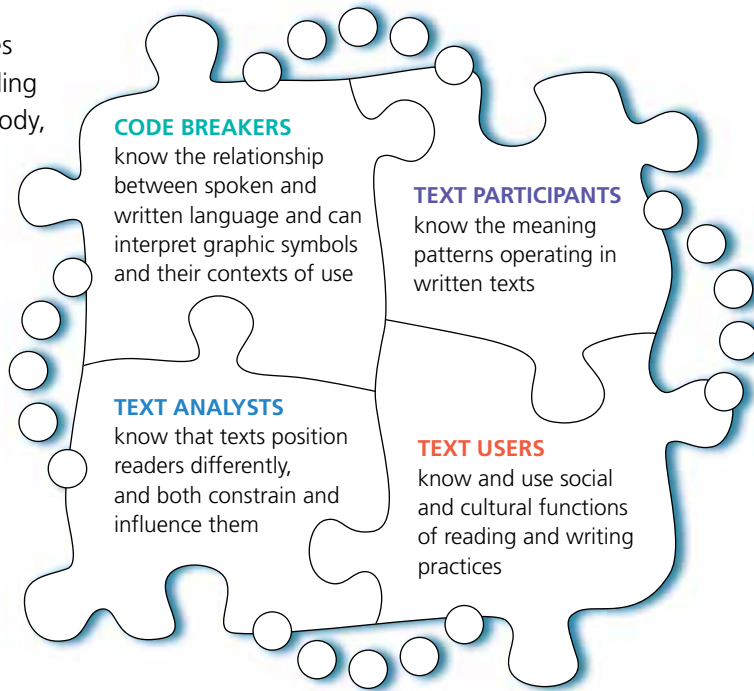 es
ling
ody,
CODE BREAKERS
know the relationship
between spoken and
written language and can
interpret graphic symbols
and their contexts of use
TEXT PARTICIPANTS
know the meaning
patterns operating in
written texts
TEXT ANALYSTS
know that texts position
readers differently,
and both constrain and
influence them
TEXT USERS
know and use social
and cultural functions
of reading and writing
practices